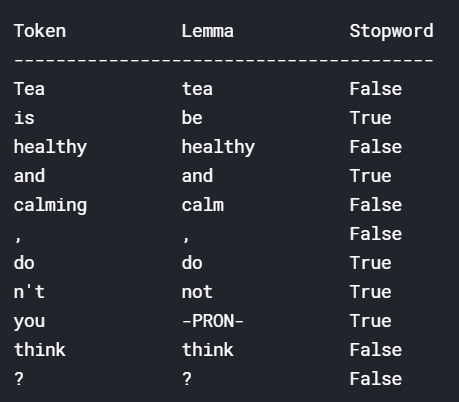 Token Lemma Stopword
----------------------------------------
Tea tea False
is be True
healthy healthy False
and and True
calming calm False
, , False
do do True
n't not True
you -PRON- True
think think False
? ? False